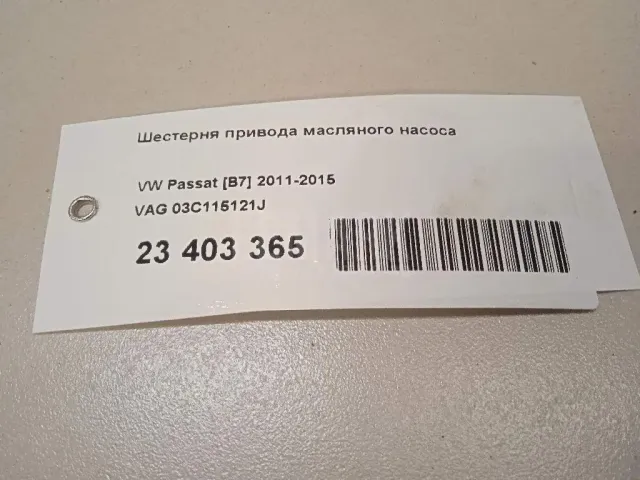 Шестерня привода масляного насоса
VW Passat [B7] 2011-2015
VAG 03C115121J
23 403 365